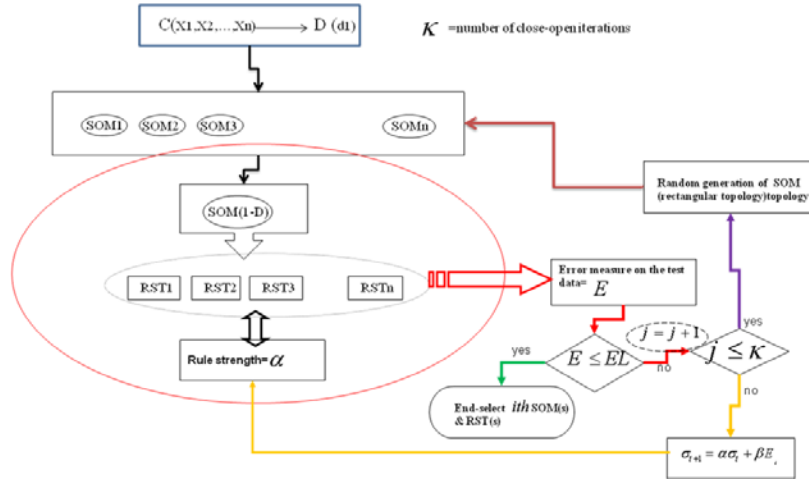 C(X1,X2,...,Xn) → D (d1)
K =number of close-open iterations
SOM1 SOM2 SOM3 SOMn
SOM(1-D)
RST1 RST2 RST3 RSTn
Rule strength=α
Random generation of SOM
(rectangular topology)topology
Error measure on the test
data= E
yes
j = j + 1
yes
E ≤ EL
no
j ≤ K
no
End-select ith SOM(s)
& RST(s)
σt+1 = ασt + βEt